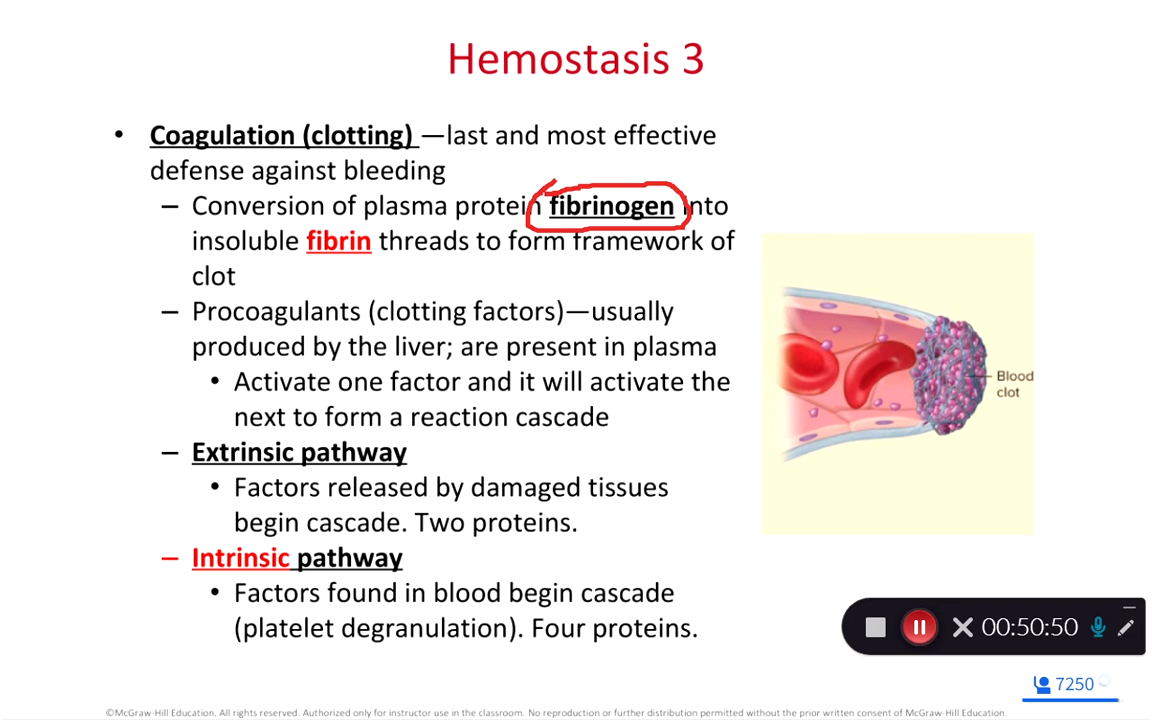 Hemostasis 3
• Coagulation (clotting) —last and most effective
defense against bleeding
– Conversion of plasma protein fibrinogen into
insoluble fibrin threads to form framework of
clot
– Procoagulants (clotting factors)—usually
produced by the liver; are present in plasma
• Activate one factor and it will activate the
next to form a reaction cascade
– Extrinsic pathway
• Factors released by damaged tissues
begin cascade. Two proteins.
– Intrinsic pathway
• Factors found in blood begin cascade
(platelet degranulation). Four proteins.
Blood
clot
00:50:50
7250
©McGraw-Hill Education. All rights reserved. Authorized only for instructor use in the classroom. No reproduction or further distribution permitted without the prior written consent of McGraw-Hill Education.